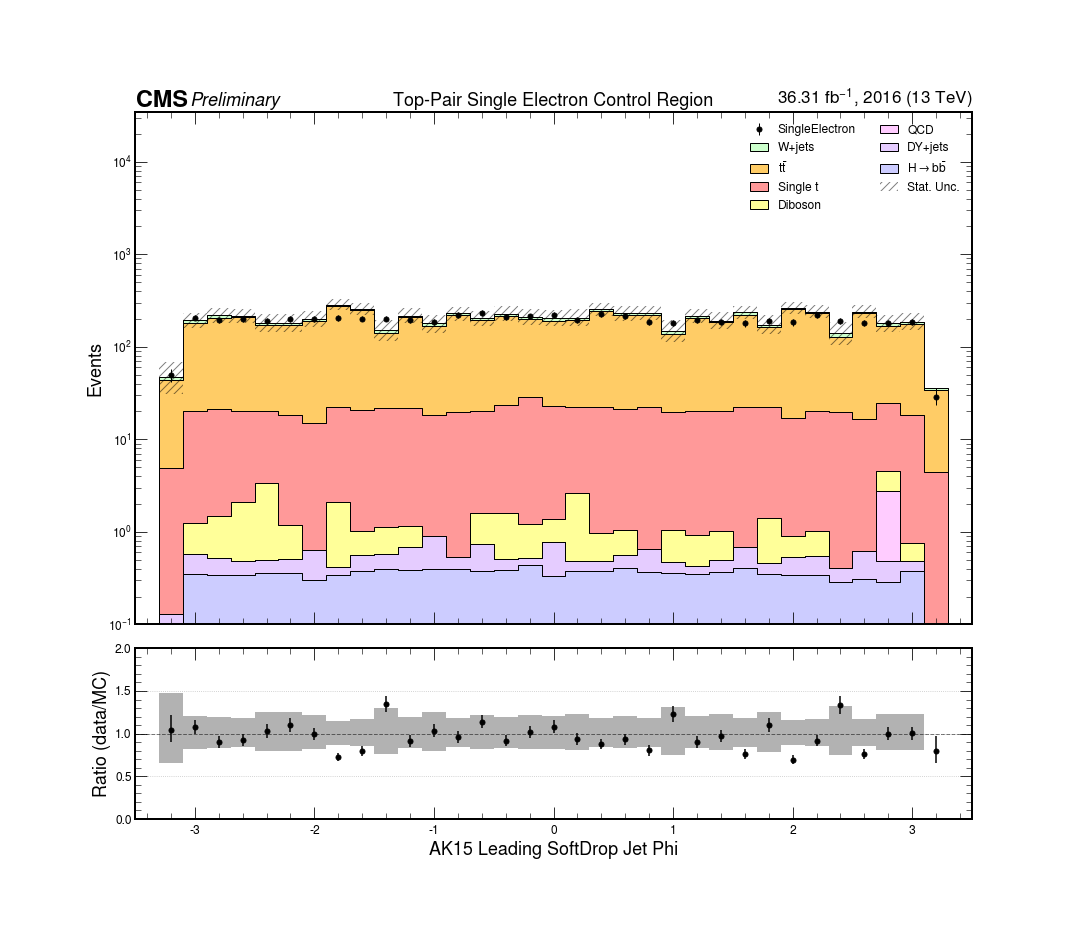 CMS Preliminary Top-Pair Single Electron Control Region 36.31 fb⁻¹, 2016 (13 TeV)
SingleElectron QCD
W+jets DY+jets
tt̄ H→bb̄
Single t Stat. Unc.
Diboson
Events
10⁴
10³
10²
10¹
10⁰
10⁻¹
Ratio (data/MC)
2.0
1.5
1.0
0.5
0.0
-3 -2 -1 0 1 2 3
AK15 Leading SoftDrop Jet Phi